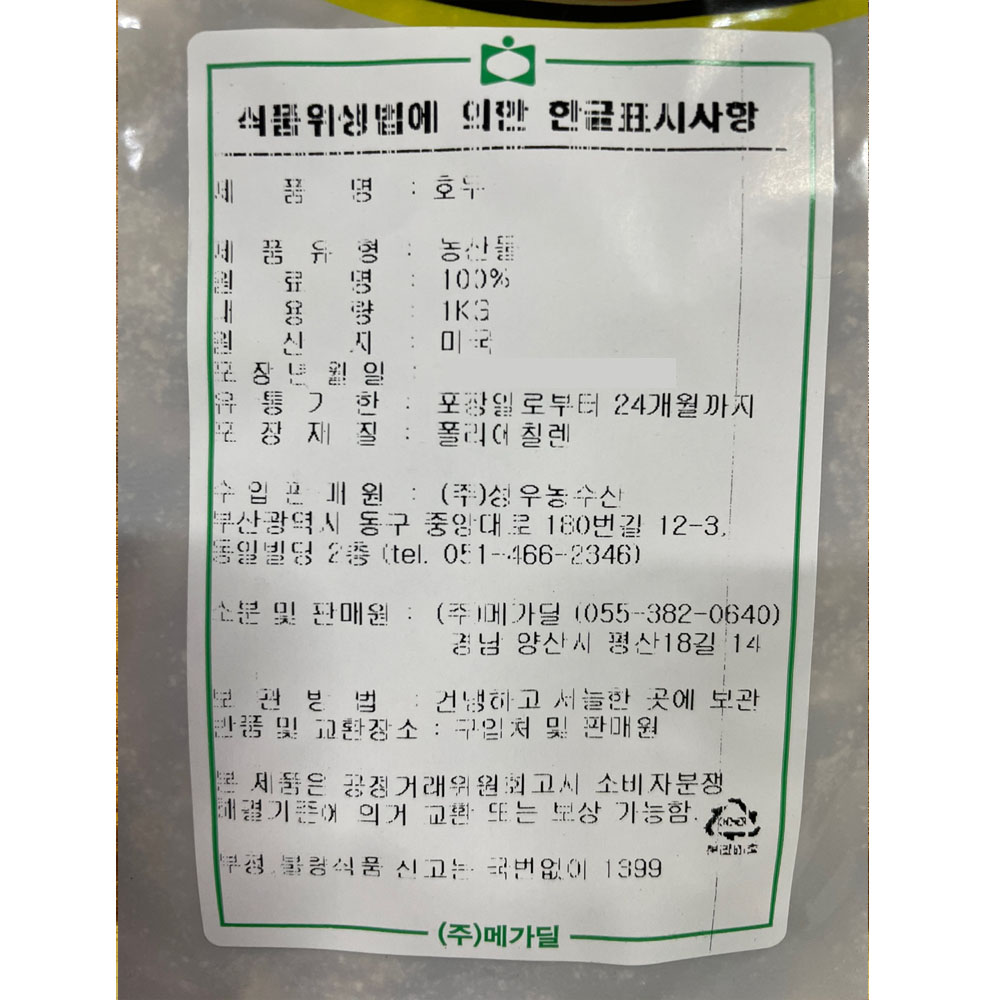 식품위생법에 의한 한글표시사항
제 품 명 : 호두
제 품 유 형 : 농산물
원 료 명 : 100%
내 용 량 : 1KG
원 산 지 : 미국
포 장 년 월 일 :
유 통 기 한 : 포장일로부터 24개월까지
포 장 재 질 : 폴리에칠렌
수 입 판 매 원 : (주)성우농수산
부산광역시 동구 중앙대로 180번길 12-3,
동일빌딩 2층 (tel. 051-466-2346)
소분 및 판매원 : (주)메가딜 (055-382-0640)
경남 양산시 평산18길 14
보 관 방 법 : 건냉하고 서늘한 곳에 보관
반품 및 교환장소 : 구입처 및 판매원
본 제품은 공정거래위원회고시 소비자분쟁
해결기준에 의거 교환 또는 보상 가능함.
분리배출
부정.불량식품 신고는 국번없이 1399
(주)메가딜